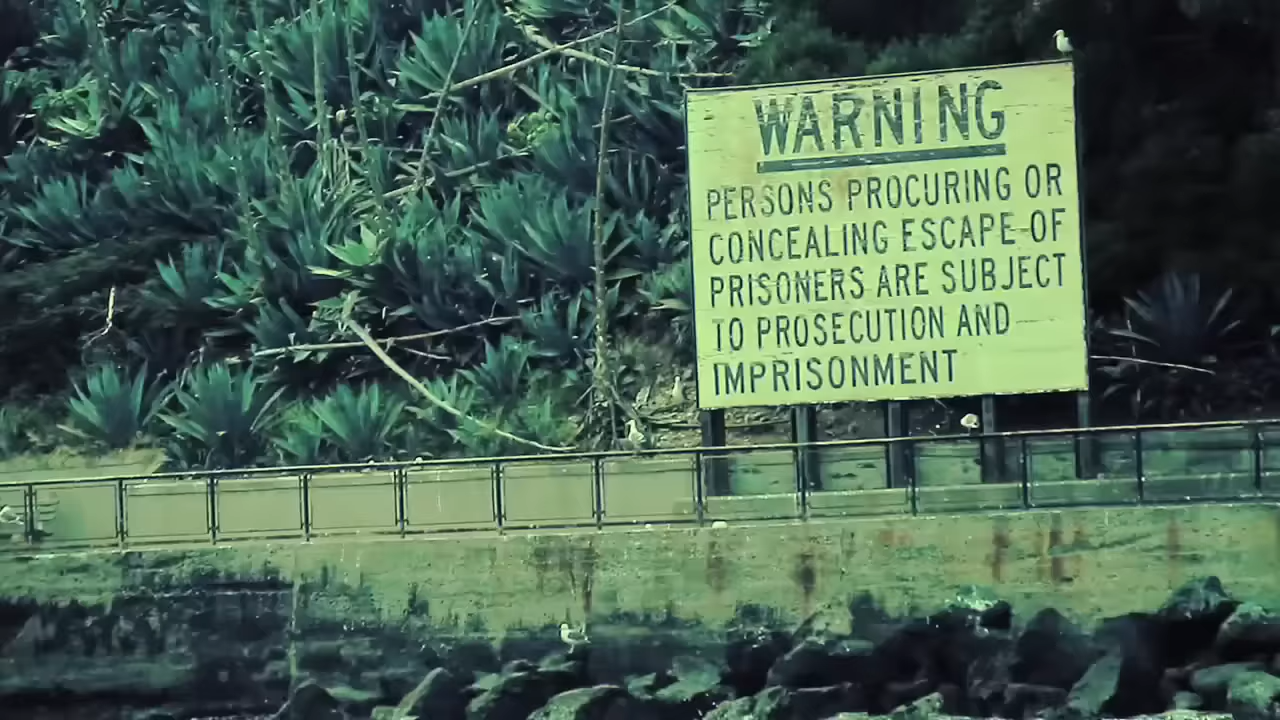 WARNING
PERSONS PROCURING OR
CONCEALING ESCAPE OF
PRISONERS ARE SUBJECT
TO PROSECUTION AND
IMPRISONMENT